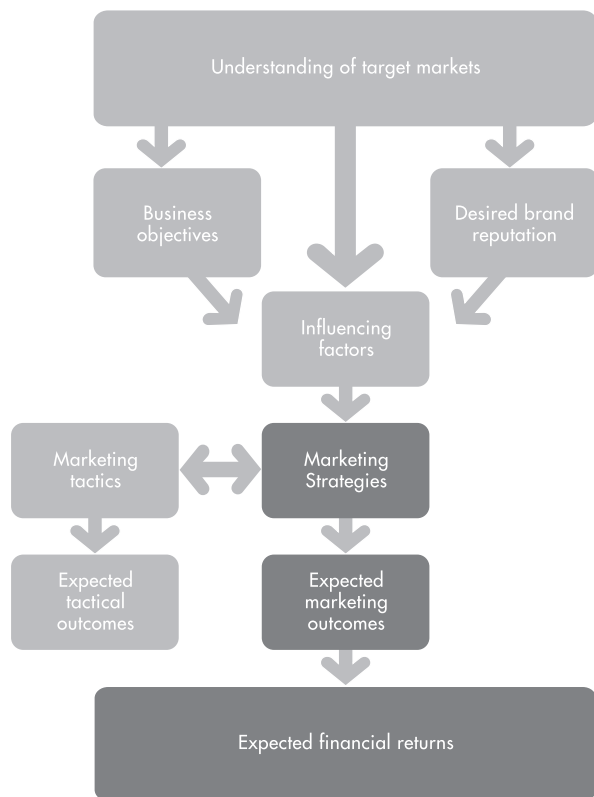 Understanding of target markets
Business
objectives
Desired brand
reputation
Influencing
factors
Marketing
tactics
Marketing
Strategies
Expected
tactical
outcomes
Expected
marketing
outcomes
Expected financial returns